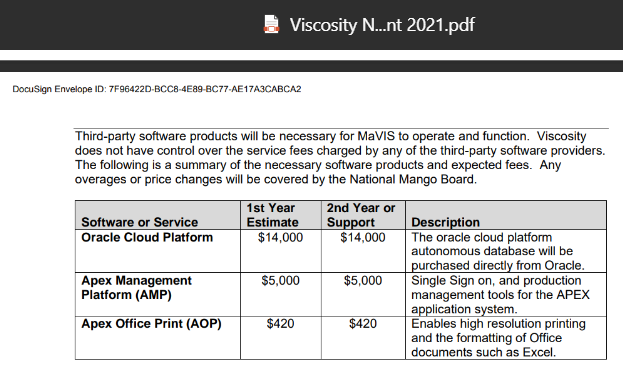 Viscosity N...nt 2021.pdf
DocuSign Envelope ID: 7F96422D-BCC8-4E89-BC77-AE17A3CABCA2
Third-party software products will be necessary for MaVIS to operate and function.  Viscosity
does not have control over the service fees charged by any of the third-party software providers.
The following is a summary of the necessary software products and expected fees.  Any
overages or price changes will be covered by the National Mango Board.
Software or Service
1st Year
Estimate
2nd Year or
Support
Description
Oracle Cloud Platform
$14,000
$14,000
The oracle cloud platform
autonomous database will be
purchased directly from Oracle.
Apex Management
Platform (AMP)
$5,000
$5,000
Single Sign on, and production
management tools for the APEX
application system.
Apex Office Print (AOP)
$420
$420
Enables high resolution printing
and the formatting of Office
documents such as Excel.